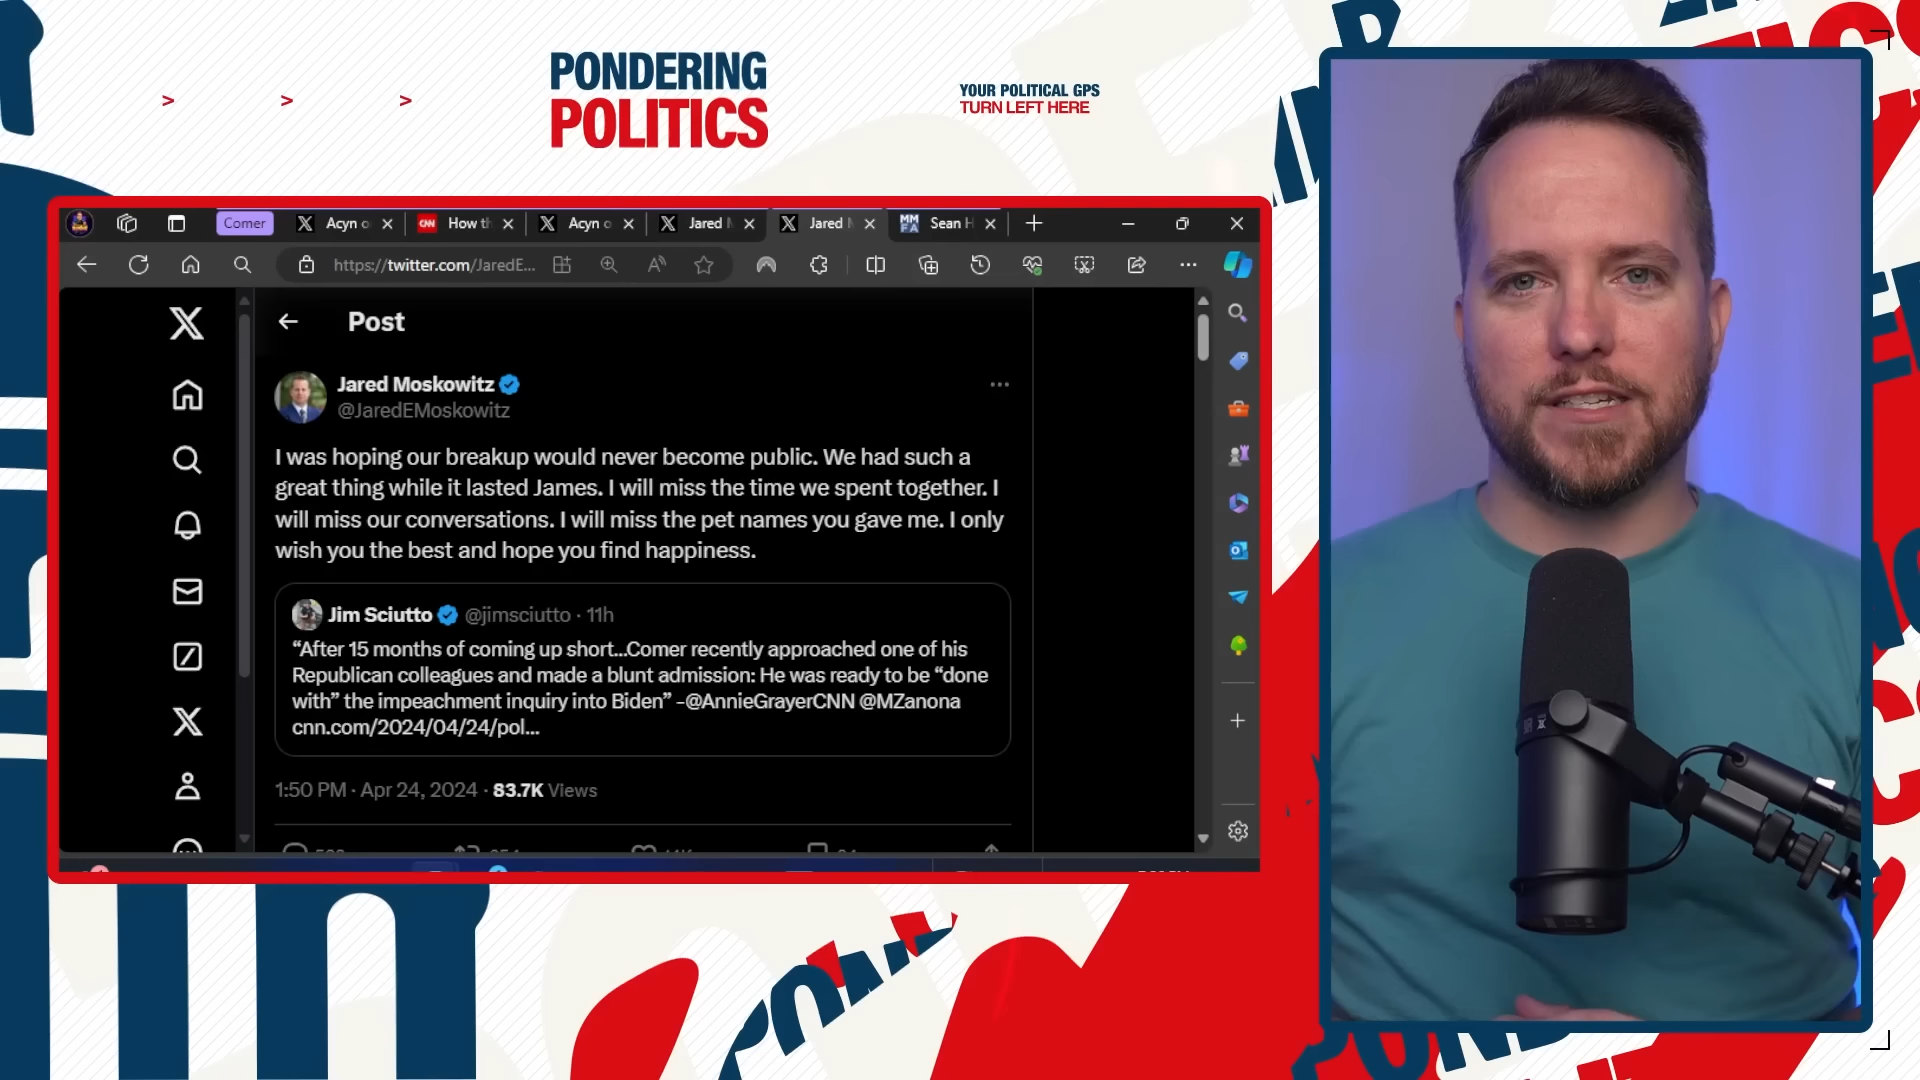 PONDERING
POLITICS
YOUR POLITICAL GPS
TURN LEFT HERE
> > >
Comer
Acyn o
CNN How th
Acyn o
Jared M
Jared M
MM FA Sean H
https://twitter.com/JaredE...
Post
Jared Moskowitz
@JaredEMoskowitz
I was hoping our breakup would never become public. We had such a
great thing while it lasted James. I will miss the time we spent together. I
will miss our conversations. I will miss the pet names you gave me. I only
wish you the best and hope you find happiness.
Jim Sciutto @jimsciutto · 11h
“After 15 months of coming up short...Comer recently approached one of his
Republican colleagues and made a blunt admission: He was ready to be “done
with” the impeachment inquiry into Biden” -@AnnieGrayerCNN @MZanona
cnn.com/2024/04/24/pol...
1:50 PM · Apr 24, 2024 · 83.7K Views